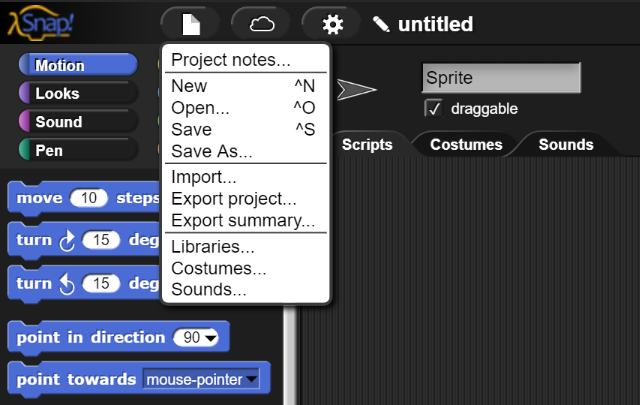 λSnap!
untitled
Project notes...
New ^N
Open... ^O
Save ^S
Save As...
Import...
Export project...
Export summary...
Libraries...
Costumes...
Sounds...
Motion
Looks
Sound
Pen
Sprite
draggable
Scripts
Costumes
Sounds
move 10 steps
turn 15 deg
turn 15 deg
point in direction 90
point towards mouse-pointer